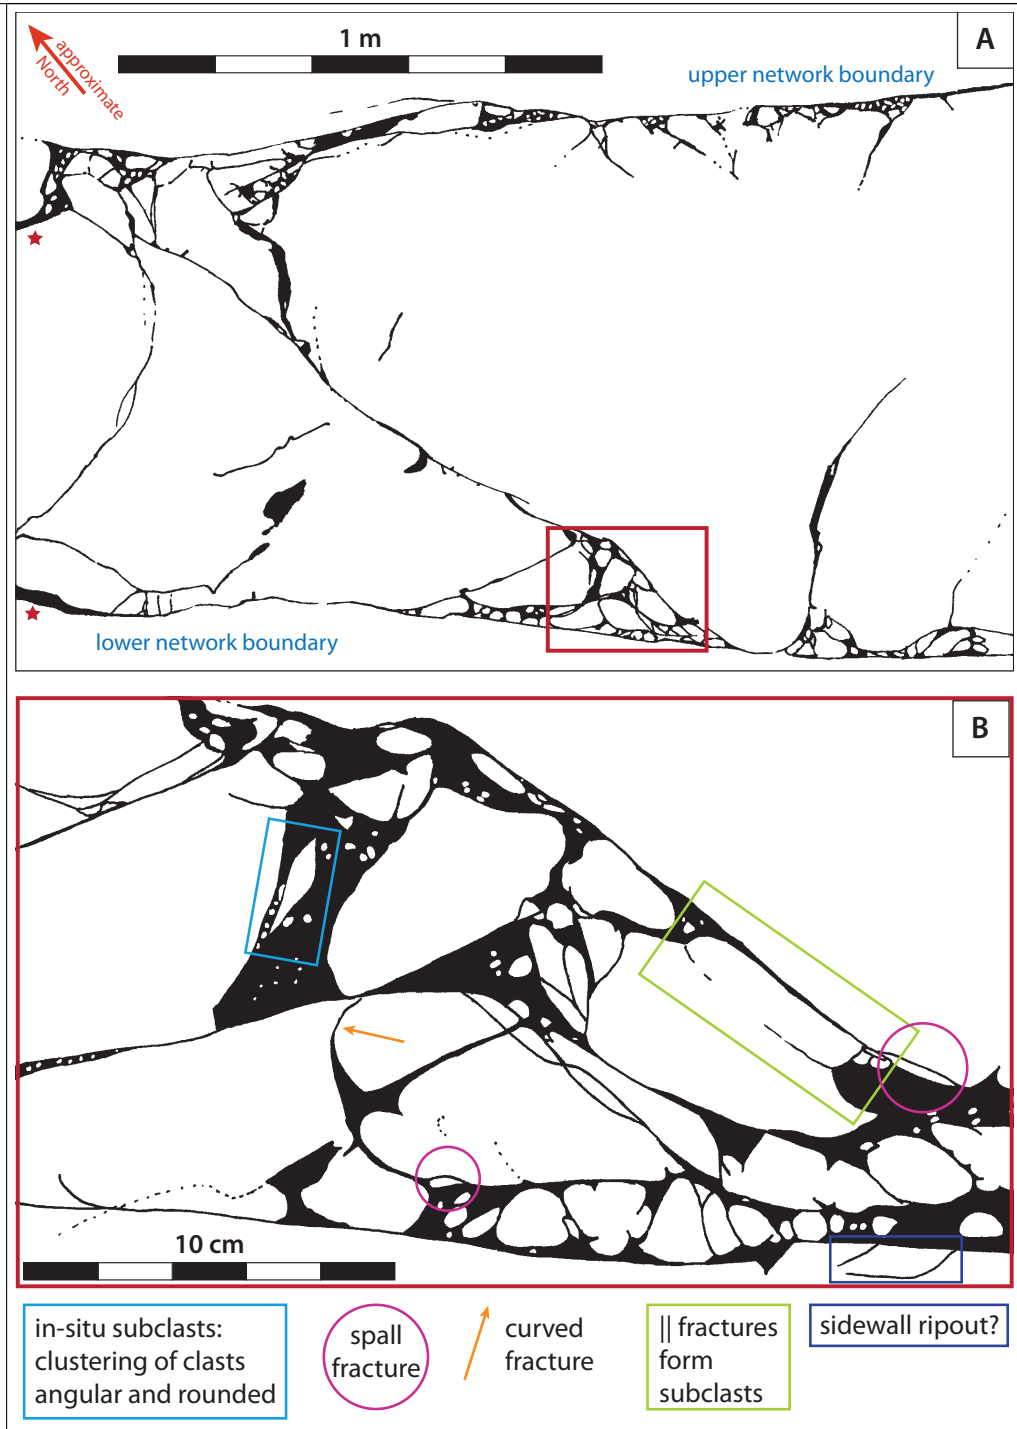 1 m
A
approximate
North
upper network boundary
lower network boundary
B
10 cm
in-situ subclasts:
clustering of clasts
angular and rounded
spall
fracture
curved
fracture
|| fractures
form
subclasts
sidewall ripout?